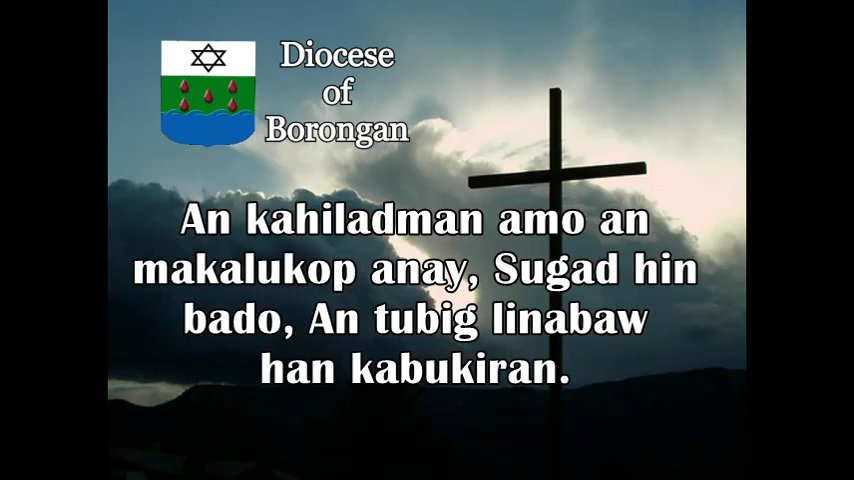 Diocese
of
Borongan
An kahiladman amo an
makalukop anay, Sugad hin
bado, An tubig linabaw
han kabukiran.